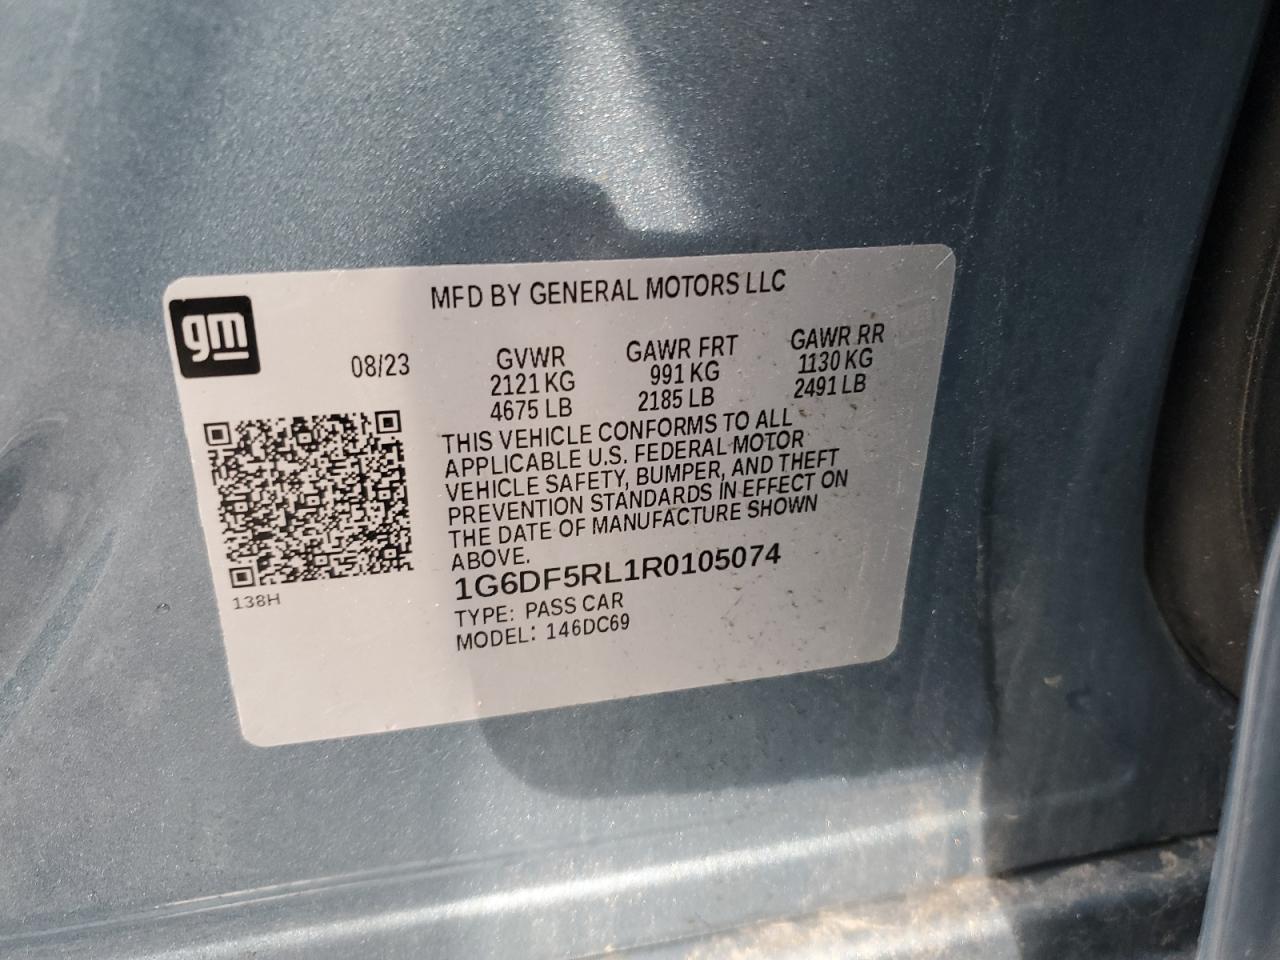 MFD BY GENERAL MOTORS LLC
gm
08/23
GVWR
2121 KG
4675 LB
GAWR FRT
991 KG
2185 LB
GAWR RR
1130 KG
2491 LB
THIS VEHICLE CONFORMS TO ALL
APPLICABLE U.S. FEDERAL MOTOR
VEHICLE SAFETY, BUMPER, AND THEFT
PREVENTION STANDARDS IN EFFECT ON
THE DATE OF MANUFACTURE SHOWN
ABOVE.
1G6DF5RL1R0105074
138H
TYPE: PASS CAR
MODEL: 146DC69